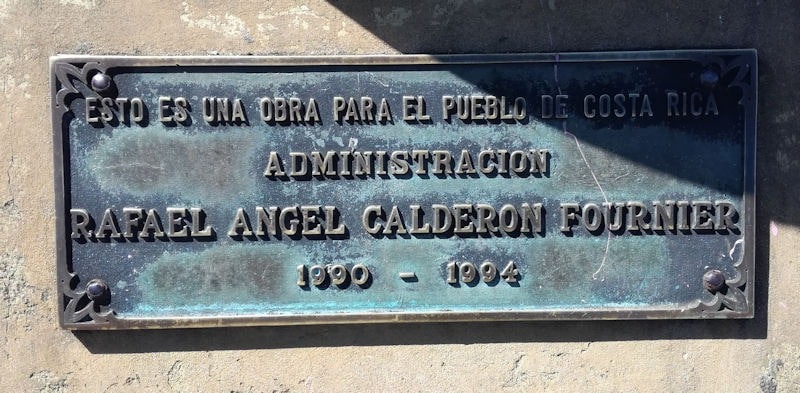 ESTO ES UNA OBRA PARA EL PUEBLO DE COSTA RICA
ADMINISTRACION
RAFAEL ANGEL CALDERON FOURNIER
1990 - 1994